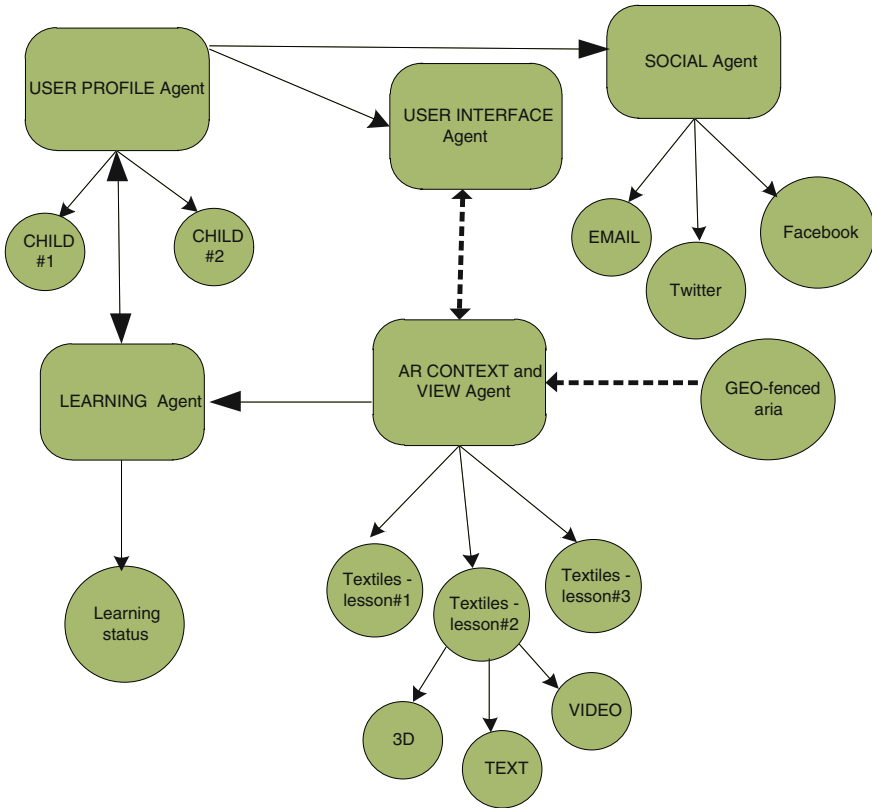 SOCIAL Agent
USER PROFILE Agent
USER INTERFACE
Agent
CHILD
#1
CHILD
#2
EMAIL
Twitter
Facebook
LEARNING Agent
AR CONTEXT and
VIEW Agent
GEO-fenced
aria
Textiles -
lesson#1
Textiles -
lesson#2
Textiles -
lesson#3
Learning
status
3D
TEXT
VIDEO